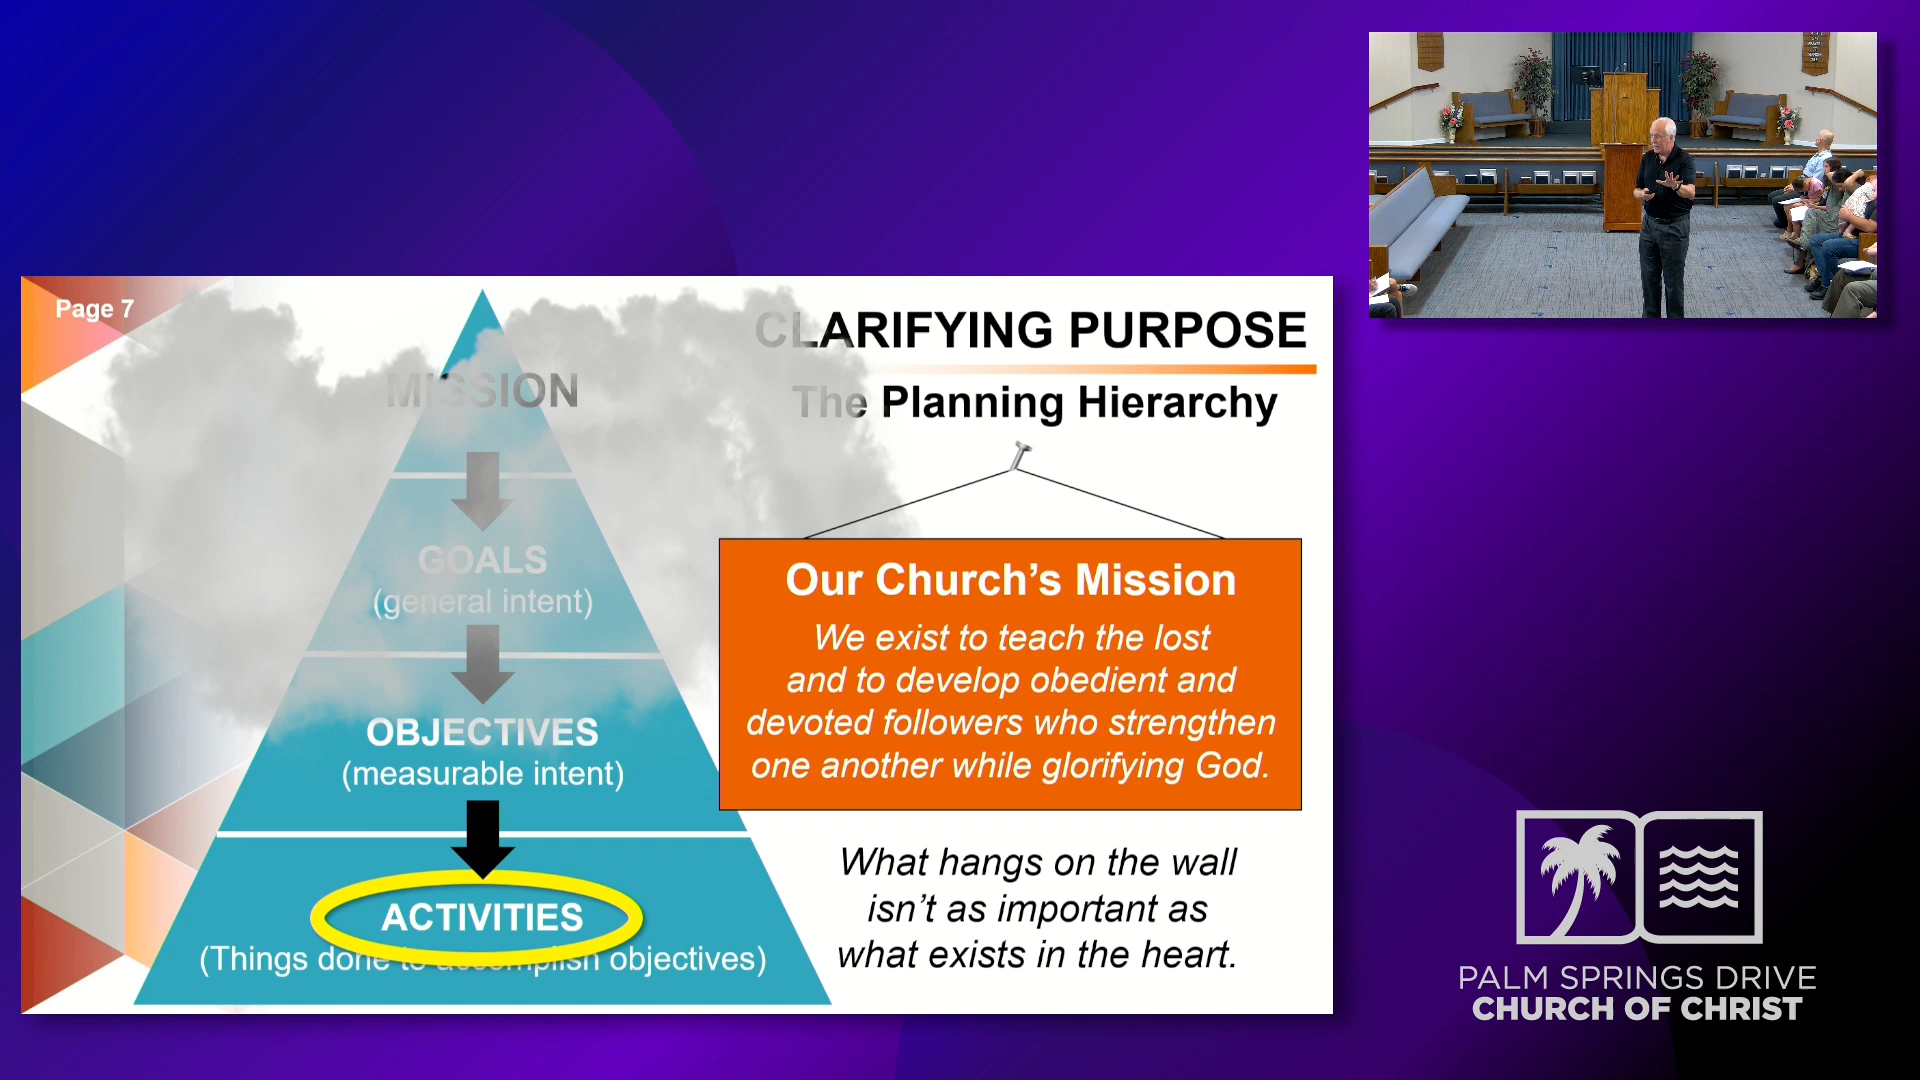 Page 7
CLARIFYING PURPOSE
The Planning Hierarchy
MISSION
GOALS
(general intent)
OBJECTIVES
(measurable intent)
ACTIVITIES
(Things done to accomplish objectives)
Our Church’s Mission
We exist to teach the lost
and to develop obedient and
devoted followers who strengthen
one another while glorifying God.
What hangs on the wall
isn’t as important as
what exists in the heart.
PALM SPRINGS DRIVE
CHURCH OF CHRIST